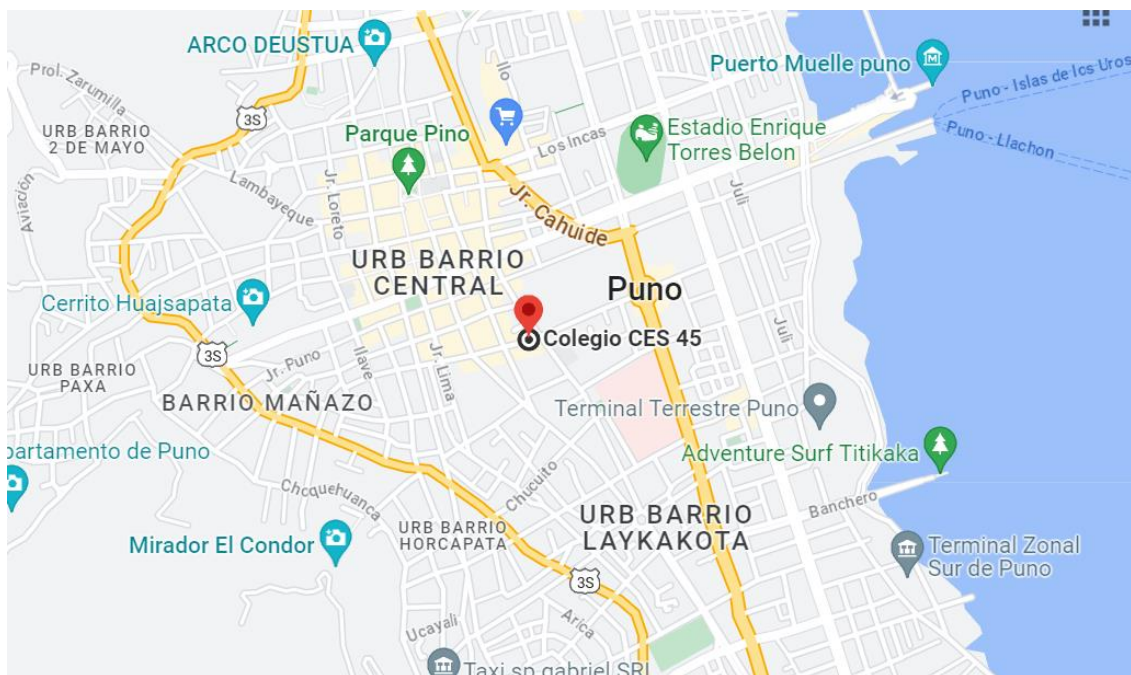 ARCO DEUSTUA
Prol. Zarumilla
3S
Ilo
Puerto Muelle puno
Puno - Islas de los Uros
URB BARRIO
2 DE MAYO
Parque Pino
Los Incas
Estadio Enrique
Torres Belon
Puno - Llachon
Aviación
Lambayeque
Jr. Loreto
Jr. Cahuide
Juli
URB BARRIO
CENTRAL
Puno
Cerrito Huajsapata
Colegio CES 45
Juli
3S
Jr. Puno
Ilave
Jr. Lima
URB BARRIO
PAXA
BARRIO MAÑAZO
Terminal Terrestre Puno
partamento de Puno
Adventure Surf Titikaka
Choquehuanca
Chucuito
Banchero
URB BARRIO
HORCAPATA
URB BARRIO
LAYKAKOTA
Mirador El Condor
Terminal Zonal
Sur de Puno
3S
Ucayali
Arica
Taxi sp gabriel SRL